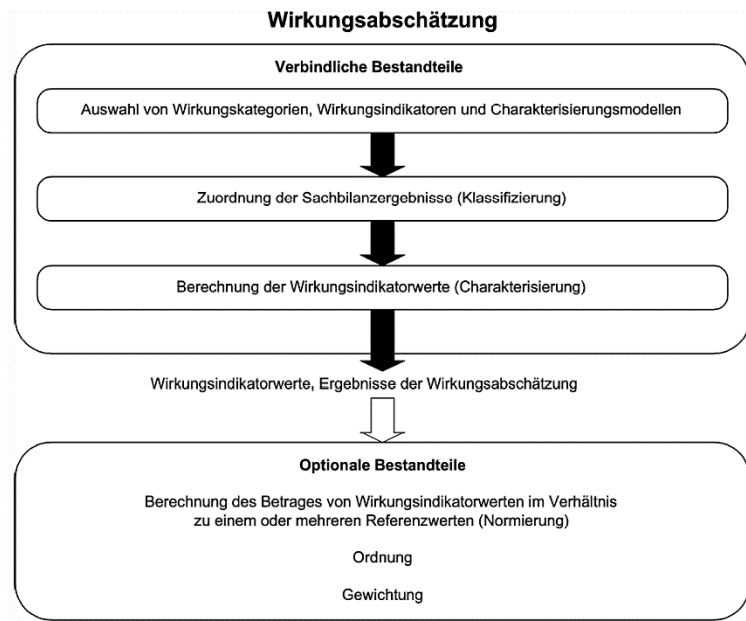 Wirkungsabschätzung
Verbindliche Bestandteile
Auswahl von Wirkungskategorien, Wirkungsindikatoren und Charakterisierungsmodellen
Zuordnung der Sachbilanzergebnisse (Klassifizierung)
Berechnung der Wirkungsindikatorwerte (Charakterisierung)
Wirkungsindikatorwerte, Ergebnisse der Wirkungsabschätzung
Optionale Bestandteile
Berechnung des Betrages von Wirkungsindikatorwerten im Verhältnis
zu einem oder mehreren Referenzwerten (Normierung)
Ordnung
Gewichtung